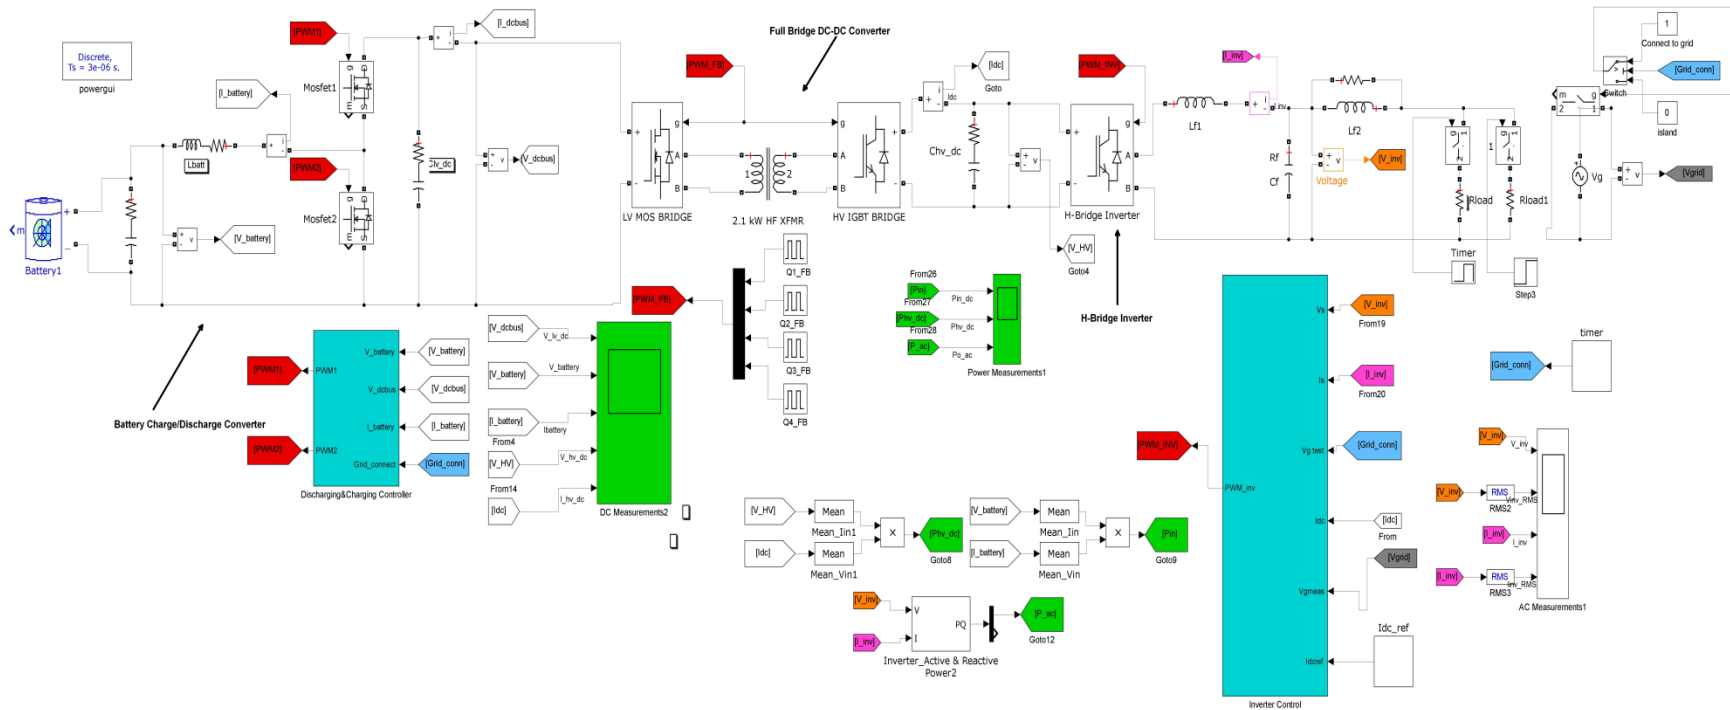 Discrete,
Ts = 3e-06 s.
powergui
[PWM1]
[I_dcbus]
i
Mosfet1
[I_battery]
Lbatt
[PWM2]
Clv_dc
v
[V_dcbus]
Mosfet2
[V_battery]
m
Battery1
Full Bridge DC-DC
Converter
[PWM_FB]
[Idc]
Goto
Idc
[PWM_INV]
g
A
B
1
2
LV MOS BRIDGE
2.1 kW HF XFMR
HV IGBT BRIDGE
Chv_dc
H-Bridge Inverter
[V_HV]
Goto4
[I_inv]
I_inv
Lf1
Lf2
Rf
Cf
[V_inv]
Voltage
Rload
Rload1
Timer
Step3
1
Connect to grid
[Grid_conn]
Switch
0
island
Vg
[Vgrid]
Battery Charge/Discharge Converter
[PWM1]
[PWM2]
V_battery
V_dcbus
I_battery
Grid_connect
PWM1
PWM2
[V_battery]
[V_dcbus]
[I_battery]
[Grid_conn]
Discharging&Charging Controller
[V_dcbus]
V_lv_dc
[V_battery]
V_battery
[I_battery]
Ibattery
From4
[V_HV]
V_hv_dc
From14
[Idc]
I_hv_dc
DC Measurements2
[PWM_FB]
Q1_FB
Q2_FB
Q3_FB
Q4_FB
From26
[Pin]
Pin_dc
From27
[Phv_dc]
Phv_dc
From28
[P_ac]
Po_ac
Power Measurements1
H-Bridge Inverter
[V_HV]
Mean
Mean_Iin1
[Idc]
Mean
Mean_Vin1
X
[Phv_dc]
Goto8
[V_battery]
Mean
Mean_Iin
[I_battery]
Mean
Mean_Vin
X
[Pin]
Goto9
[V_inv]
[I_inv]
V
I
PQ
Inverter_Active & Reactive
Power2
[P_ac]
Goto12
[PWM_INV]
PWM_inv
Vs
Is
Vg test
Idc
Vgmeas
Idcref
Inverter Control
[V_inv]
From19
[I_inv]
From20
[Grid_conn]
[Idc]
From
[Vgrid]
Idc_ref
timer
[Grid_conn]
[V_inv]
V_inv
[V_inv]
RMS
Vinv_RMS
RMS2
[I_inv]
I_inv
[I_inv]
RMS
Iinv_RMS
RMS3
AC Measurements1